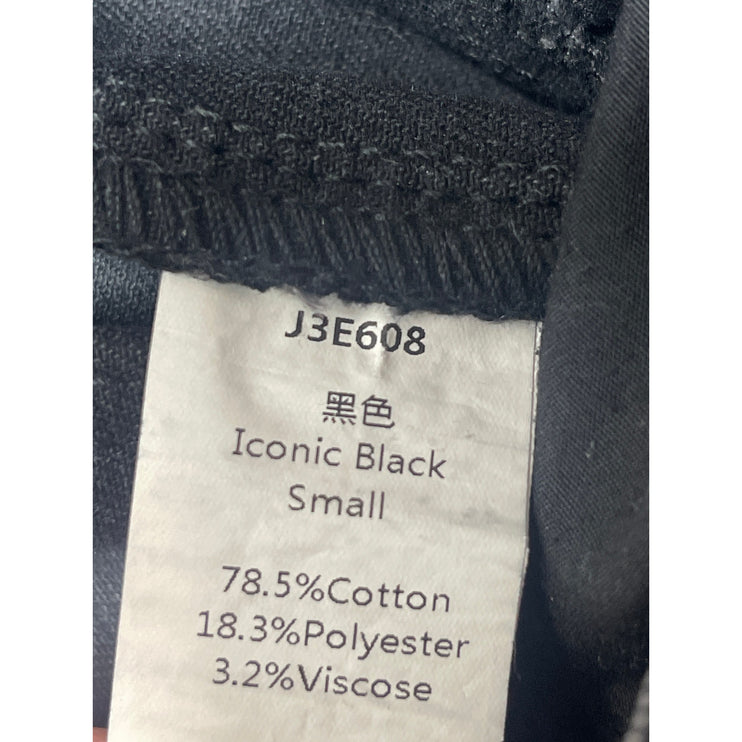 J3E608
黑色
Iconic Black
Small
78.5%Cotton
18.3%Polyester
3.2%Viscose